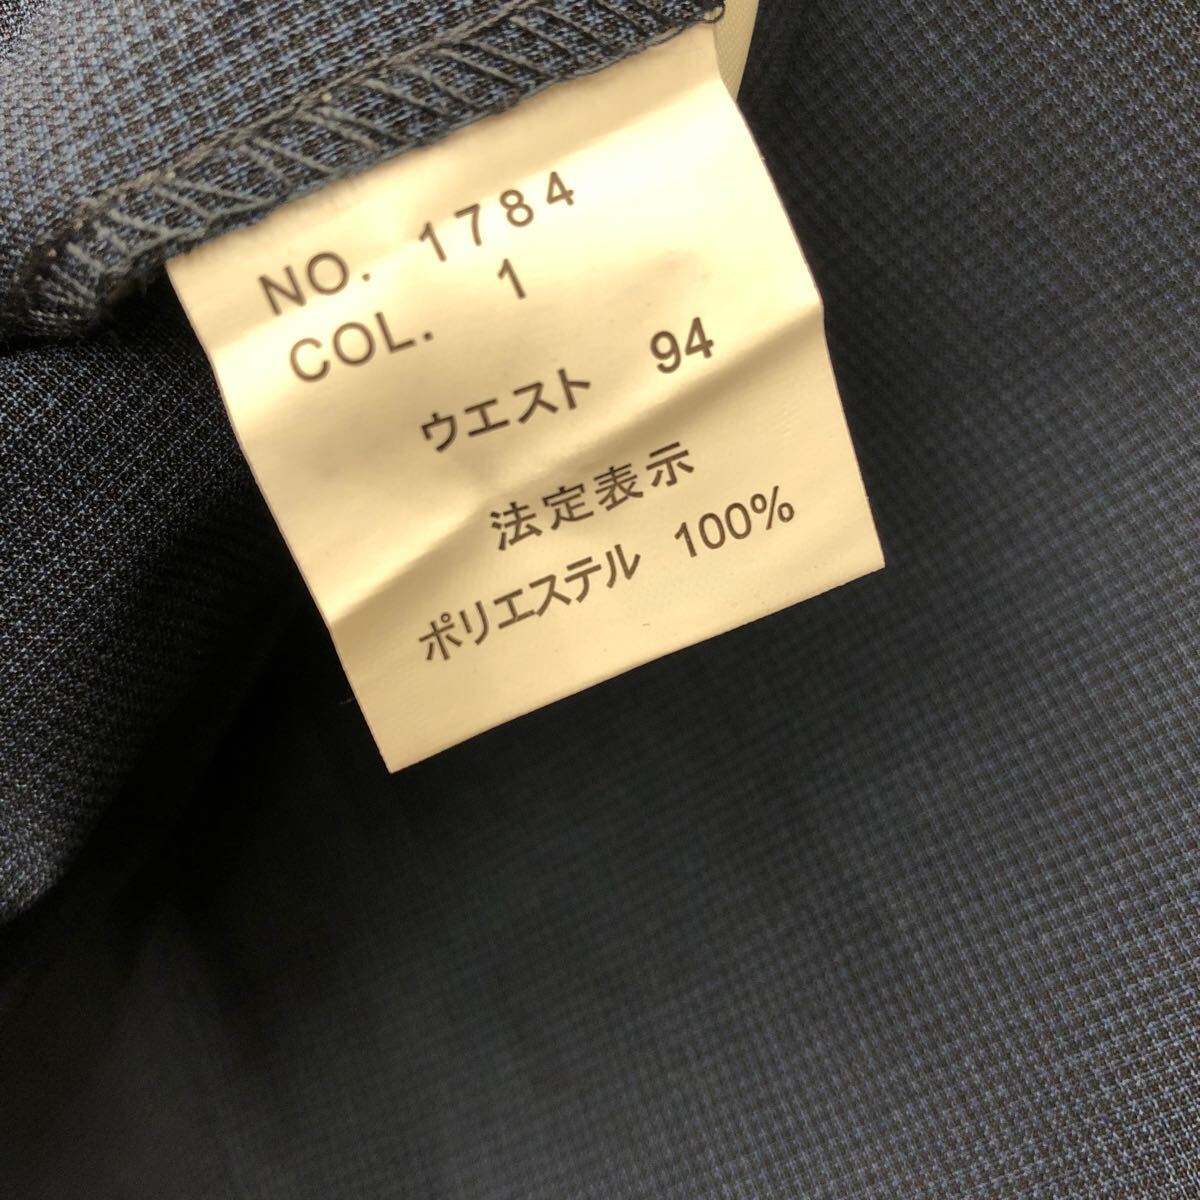 NO. 1784
COL. 1
ウエスト 94
法定表示
ポリエステル 100%